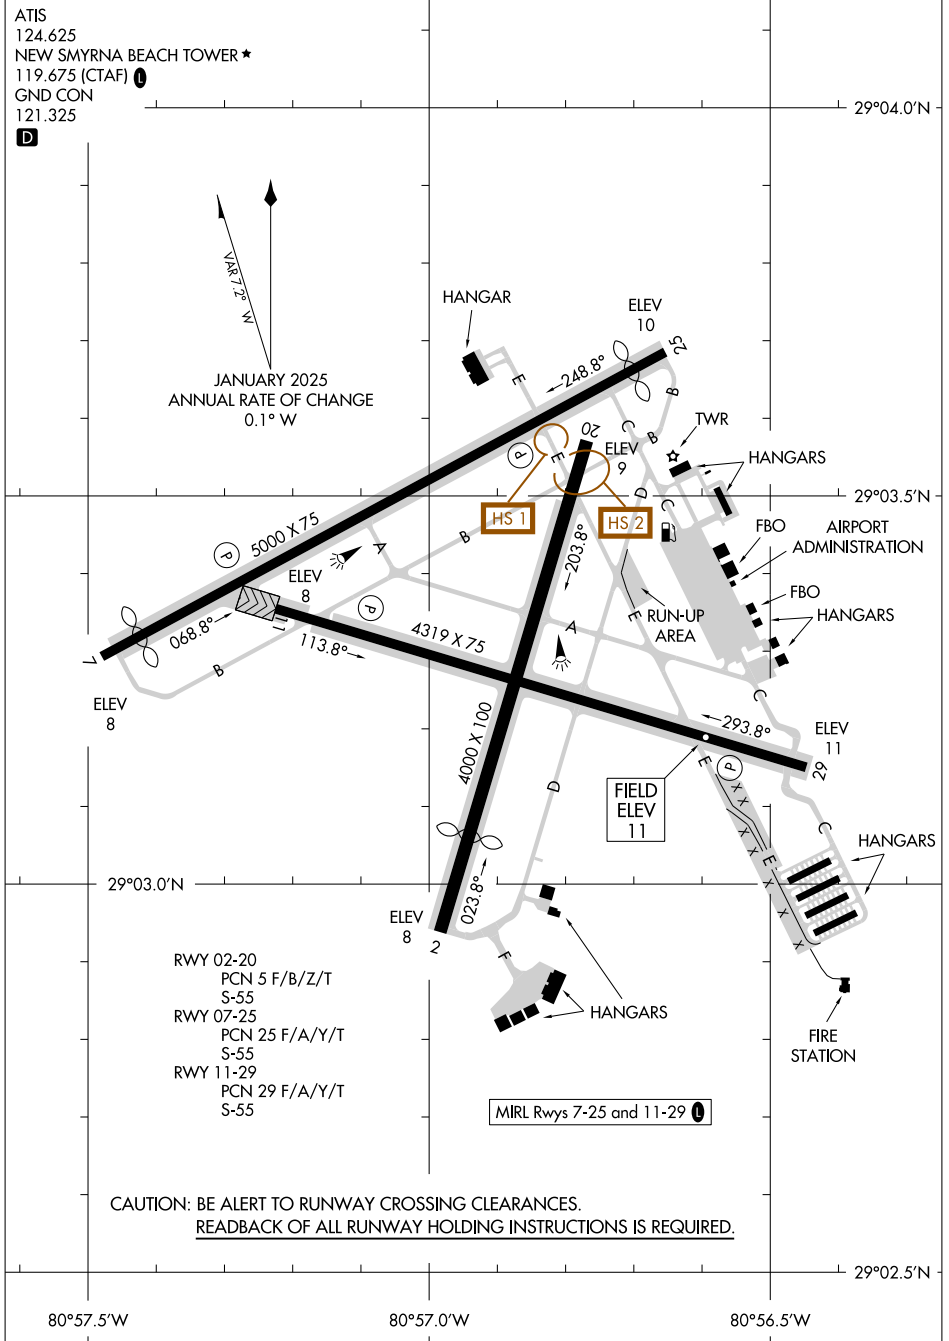 ATIS
124.625
NEW SMYRNA BEACH TOWER★
119.675 (CTAF) L
GND CON
121.325
D
29°04.0'N
VAR 7.2° W
JANUARY 2025
ANNUAL RATE OF CHANGE
0.1° W
HANGAR
ELEV
10
25
248.8°
E
B
C
TWR
20
P
E
ELEV
9
B
HANGARS
D
29°03.5'N
HS 1
HS 2
C
5000 X 75
B
A
203.8°
FBO
AIRPORT
ADMINISTRATION
P
ELEV
8
P
FBO
HANGARS
RUN-UP
AREA
E
11
068.8°
113.8°
4319 X 75
A
7
B
C
ELEV
8
4000 X 100
293.8°
ELEV
11
29
E
P
D
FIELD
ELEV
11
X
X
X
X
X
X
X
X
E
C
HANGARS
29°03.0'N
023.8°
ELEV
8
2
F
HANGARS
FIRE
STATION
RWY 02-20
PCN 5 F/B/Z/T
S-55
RWY 07-25
PCN 25 F/A/Y/T
S-55
RWY 11-29
PCN 29 F/A/Y/T
S-55
MIRL Rwys 7-25 and 11-29 L
CAUTION: BE ALERT TO RUNWAY CROSSING CLEARANCES.
READBACK OF ALL RUNWAY HOLDING INSTRUCTIONS IS REQUIRED.
29°02.5'N
80°57.5'W
80°57.0'W
80°56.5'W